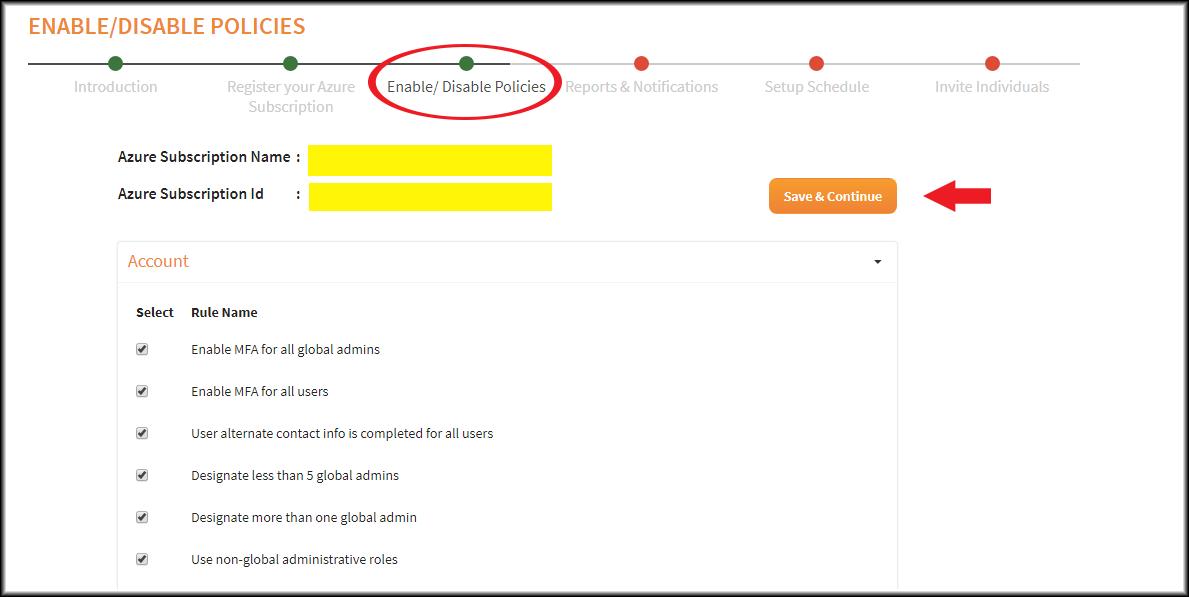 ENABLE/DISABLE POLICIES
Introduction
Register your Azure
Subscription
Enable/ Disable Policies
Reports & Notifications
Setup Schedule
Invite Individuals
Azure Subscription Name :
Azure Subscription Id :
Save & Continue
Account
Select Rule Name
Enable MFA for all global admins
Enable MFA for all users
User alternate contact info is completed for all users
Designate less than 5 global admins
Designate more than one global admin
Use non-global administrative roles